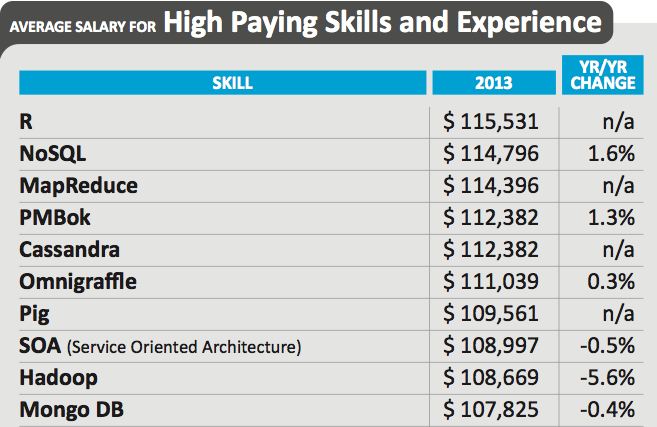 AVERAGE SALARY FOR High Paying Skills and Experience
SKILL 2013 YR/YR CHANGE
R $ 115,531 n/a
NoSQL $ 114,796 1.6%
MapReduce $ 114,396 n/a
PMBok $ 112,382 1.3%
Cassandra $ 112,382 n/a
Omnigraffle $ 111,039 0.3%
Pig $ 109,561 n/a
SOA (Service Oriented Architecture) $ 108,997 -0.5%
Hadoop $ 108,669 -5.6%
Mongo DB $ 107,825 -0.4%